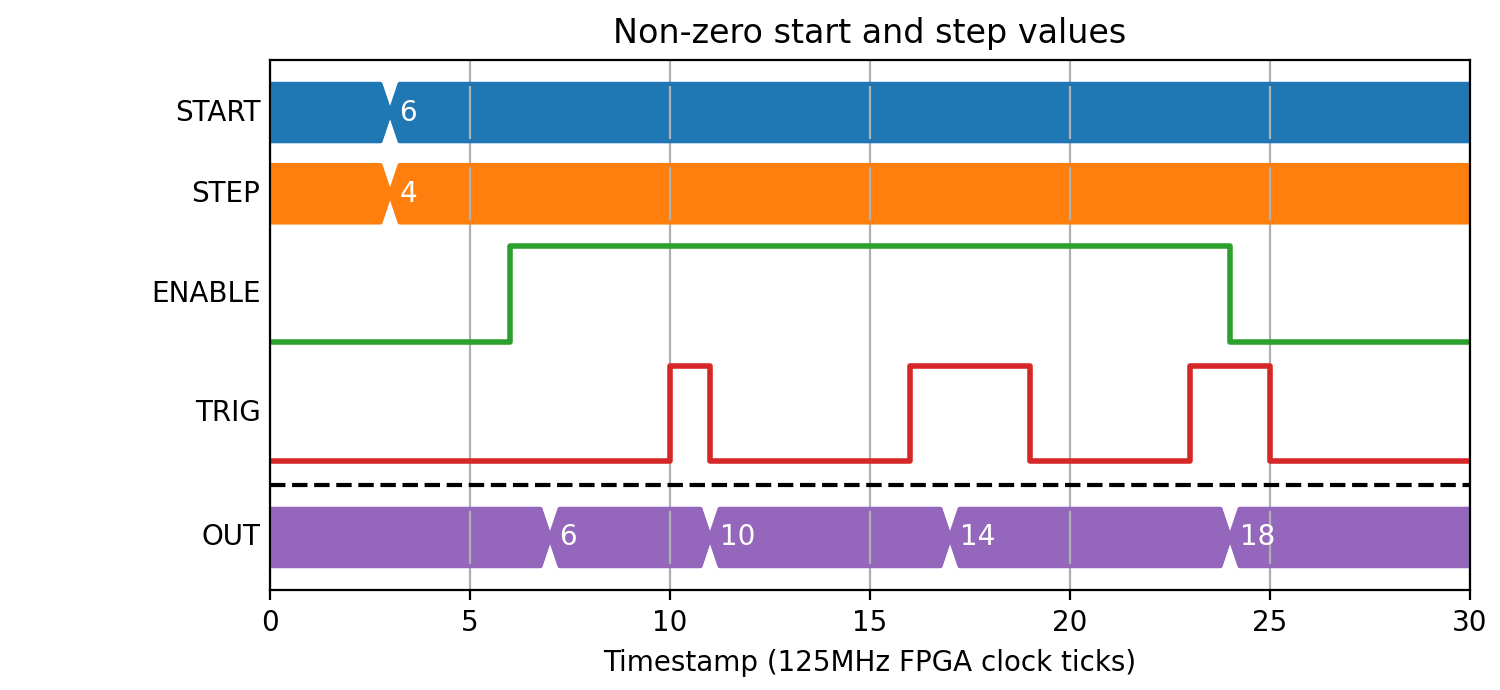 Non-zero start and step values
START
6
STEP
4
ENABLE
TRIG
OUT
6
10
14
18
0 5 10 15 20 25 30
Timestamp (125MHz FPGA clock ticks)